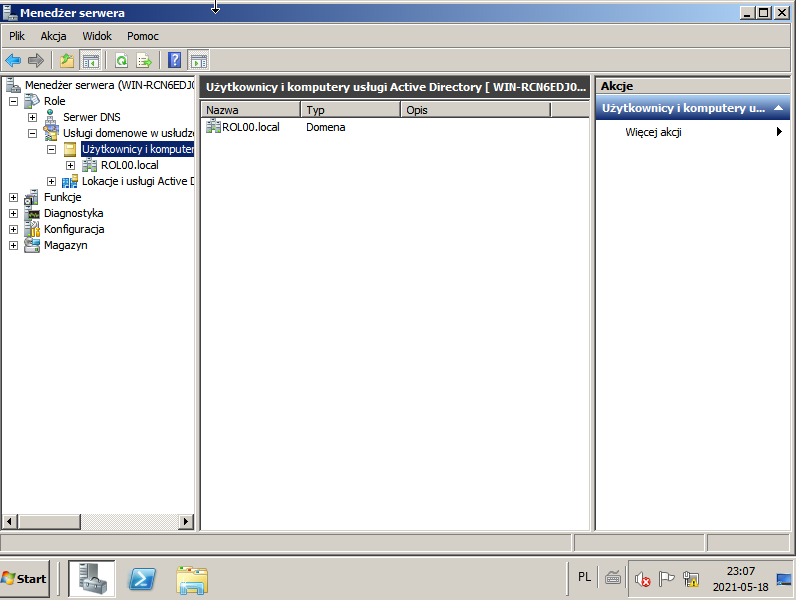 Menedżer serwera
Plik Akcja Widok Pomoc
Menedżer serwera (WIN-RCN6EDJ0
Role
Serwer DNS
Usługi domenowe w usłudze
Użytkownicy i komputer
ROL00.local
Lokacje i usługi Active D
Funkcje
Diagnostyka
Konfiguracja
Magazyn
Użytkownicy i komputery usługi Active Directory [ WIN-RCN6EDJ0...
Nazwa Typ Opis
ROL00.local Domena
Akcje
Użytkownicy i komputery u...
Więcej akcji
Start
PL
23:07
2021-05-18